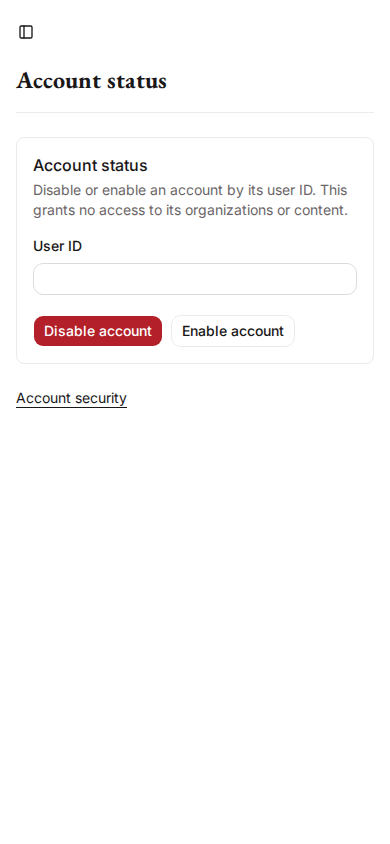 Account status
Account status
Disable or enable an account by its user ID. This
grants no access to its organizations or content.
User ID
Disable account
Enable account
Account security